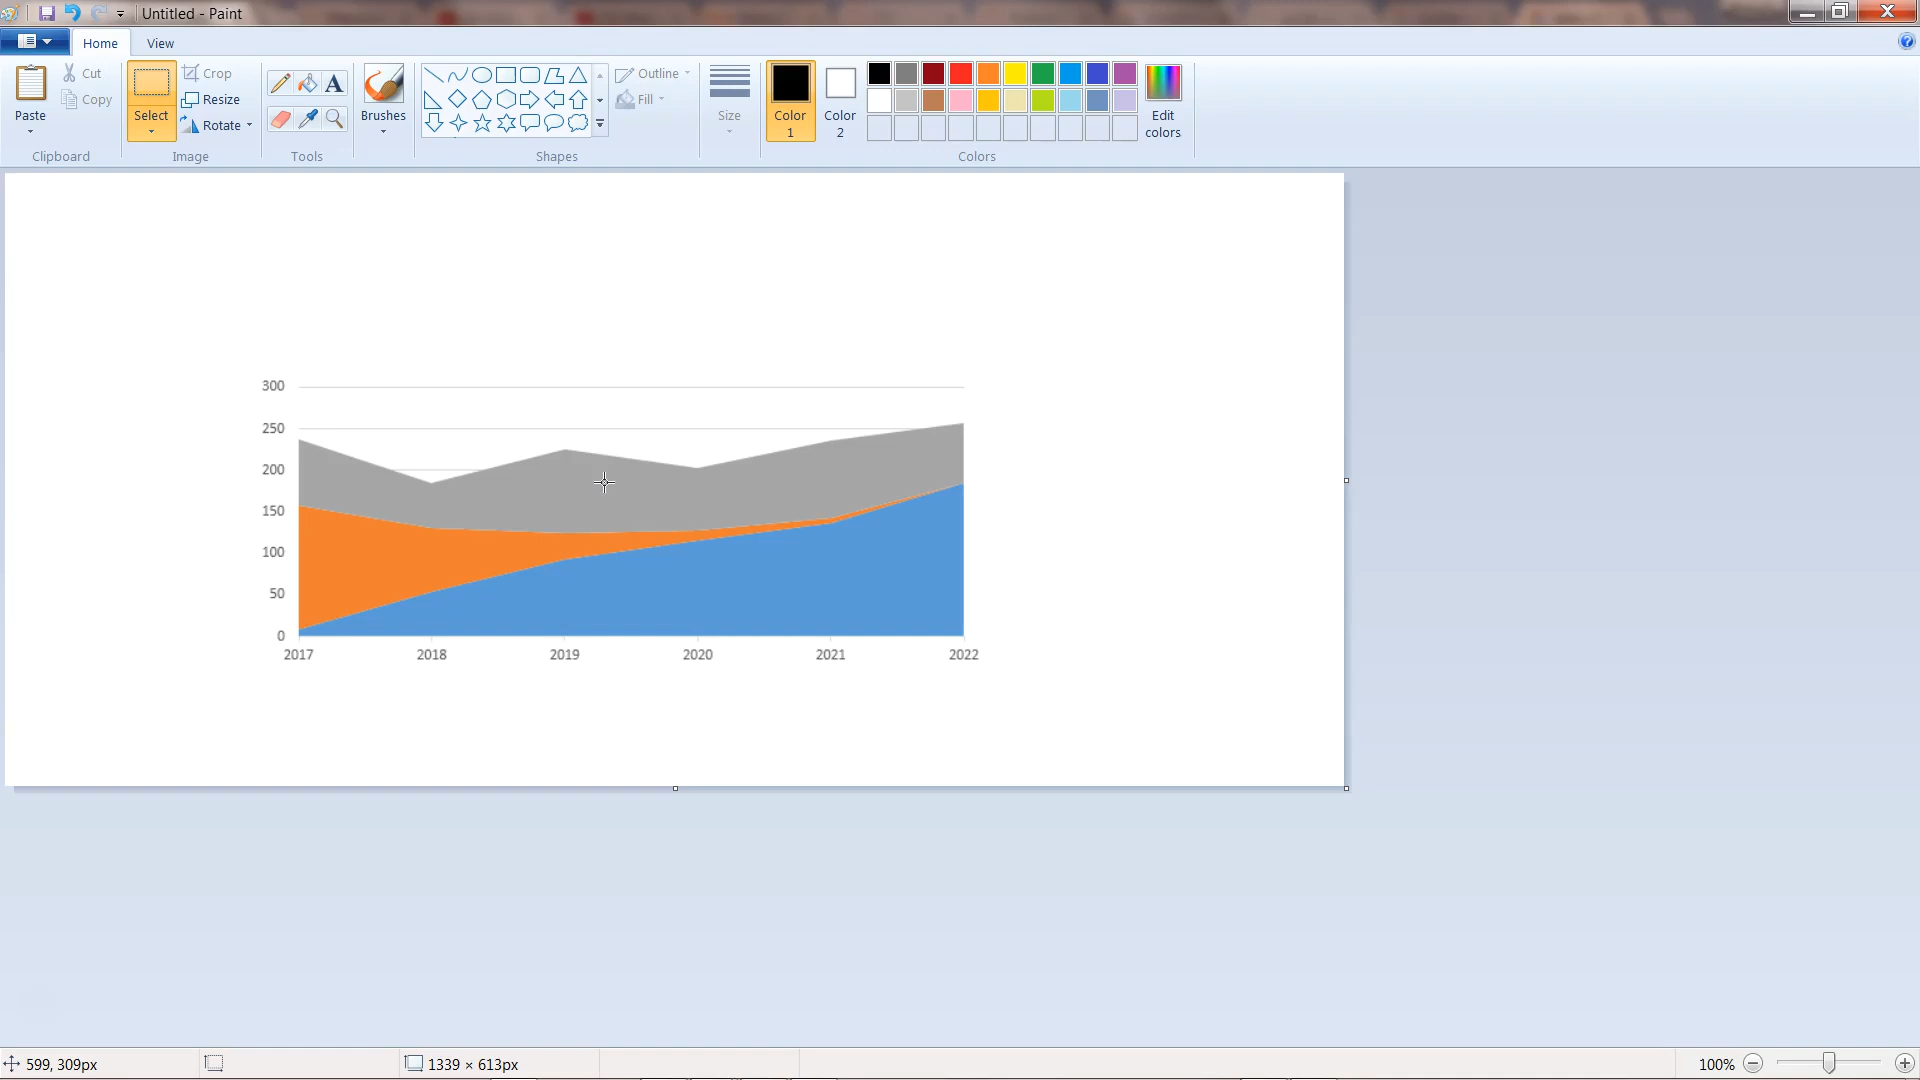 Untitled - Paint
Home View
Paste
Cut
Copy
Clipboard
Select
Crop
Resize
Rotate
Image
A
Tools
Brushes
Outline
Fill
Shapes
Size
Color 1
Color 2
Edit colors
Colors
300
250
200
150
100
50
0
2017 2018 2019 2020 2021 2022
599, 309px
1339 × 613px
100%